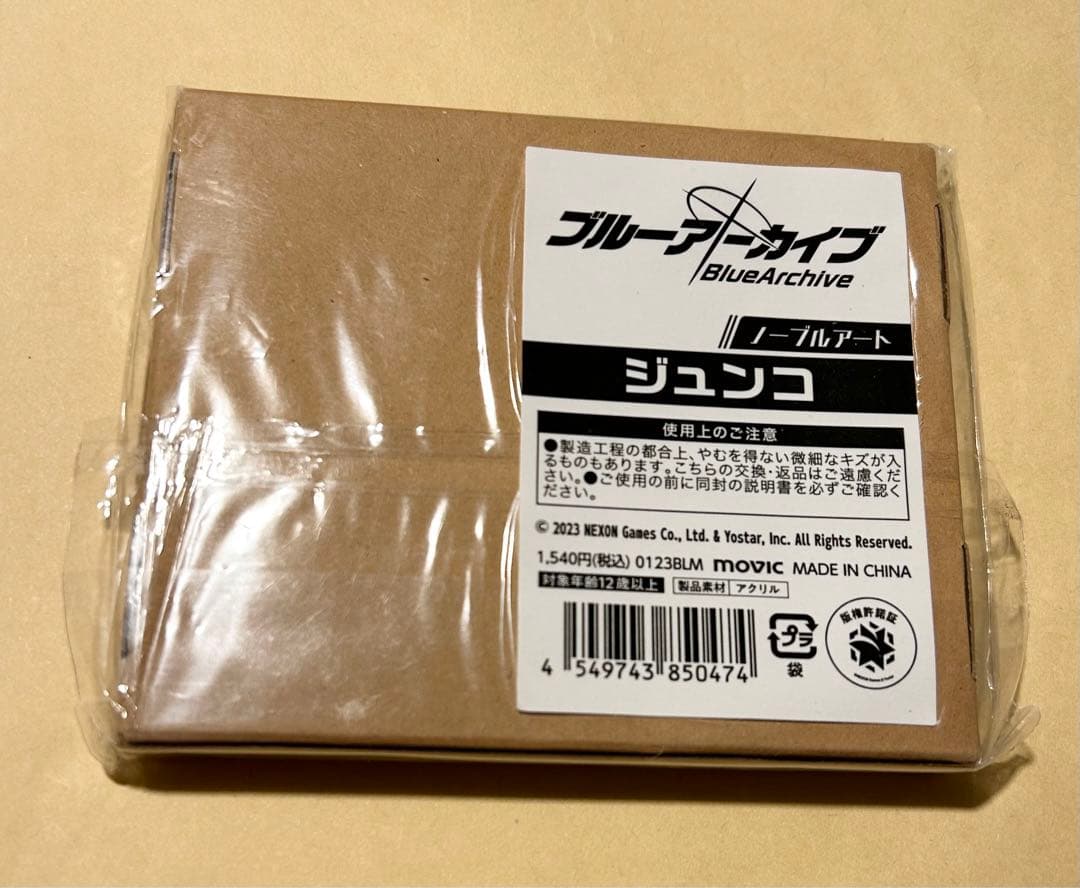 ブルーアーカイブ
BlueArchive
ノーブルアート
ジュンコ
使用上のご注意
●製造工程の都合上、やむを得ない微細なキズが入
るものもあります。こちらの交換・返品はご遠慮くだ
さい。●ご使用の前に同封の説明書を必ずご確認く
ださい。
© 2023 NEXON Games Co., Ltd. & Yostar, Inc. All Rights Reserved.
1,540円(税込) 0123BLM movic MADE IN CHINA
対象年齢12歳以上 製品素材 アクリル
4 549743 850474
プラ
袋
版権許諾証